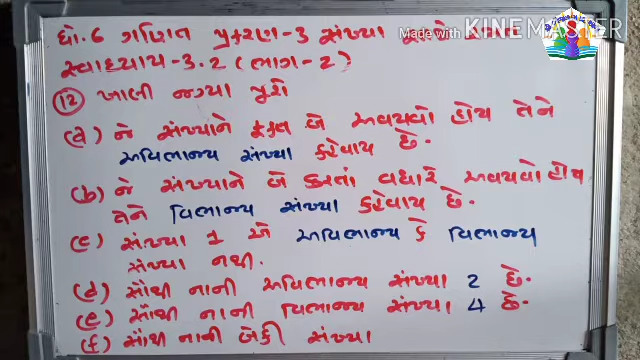 Made with KINEMASTER
ધો.6 ગણિત પ્રકરણ-3 સંખ્યા સાથે
સ્વાધ્યાય-3.2 (ભાગ-2)
(12) ખાલી જગ્યા પૂરો
(a) જે સંખ્યાને ફક્ત બે અવયવો હોય તેને
અવિભાજ્ય સંખ્યા કહેવાય છે.
(b) જે સંખ્યાને બે કરતાં વધારે અવયવો હોય
તેને વિભાજ્ય સંખ્યા કહેવાય છે.
(c) સંખ્યા 1 એ અવિભાજ્ય કે વિભાજ્ય
સંખ્યા નથી.
(d) સૌથી નાની અવિભાજ્ય સંખ્યા 2 છે.
(e) સૌથી નાની વિભાજ્ય સંખ્યા 4 છે.
(f) સૌથી નાની બેકી સંખ્યા